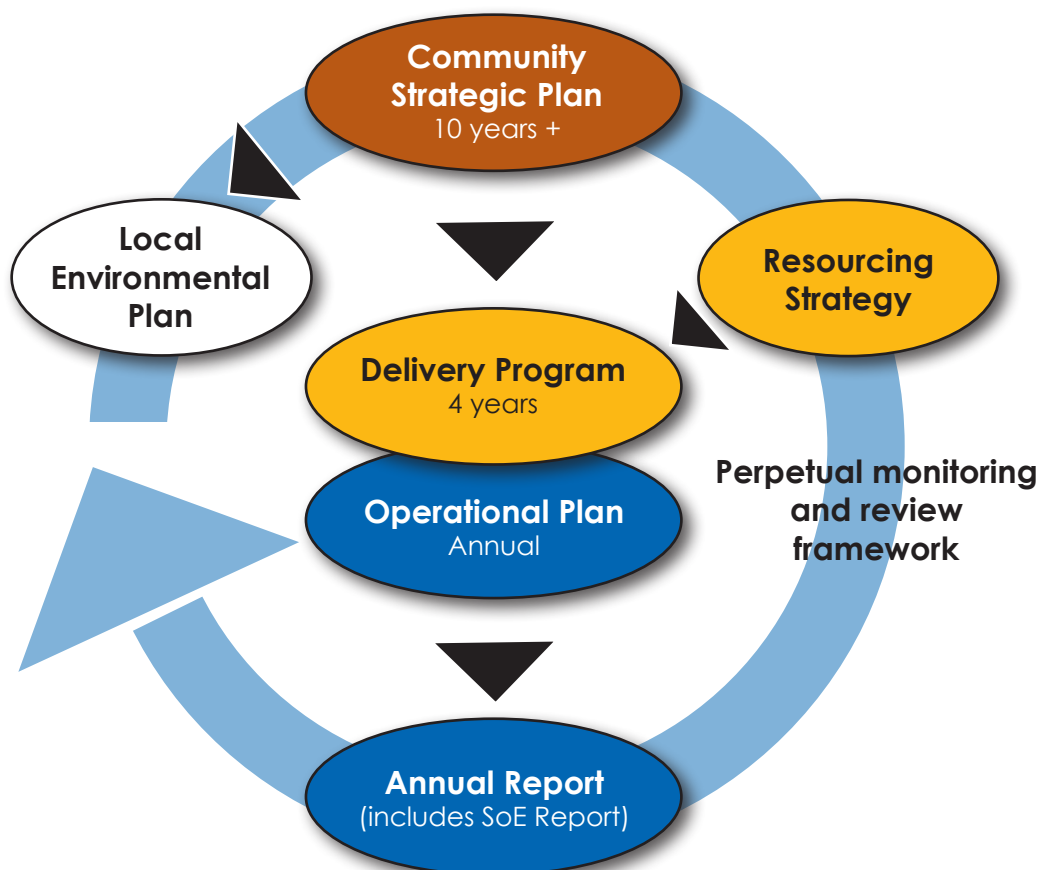 Community
Strategic Plan
10 years +
Local
Environmental
Plan
Resourcing
Strategy
Delivery Program
4 years
Operational Plan
Annual
Perpetual monitoring
and review
framework
Annual Report
(includes SoE Report)